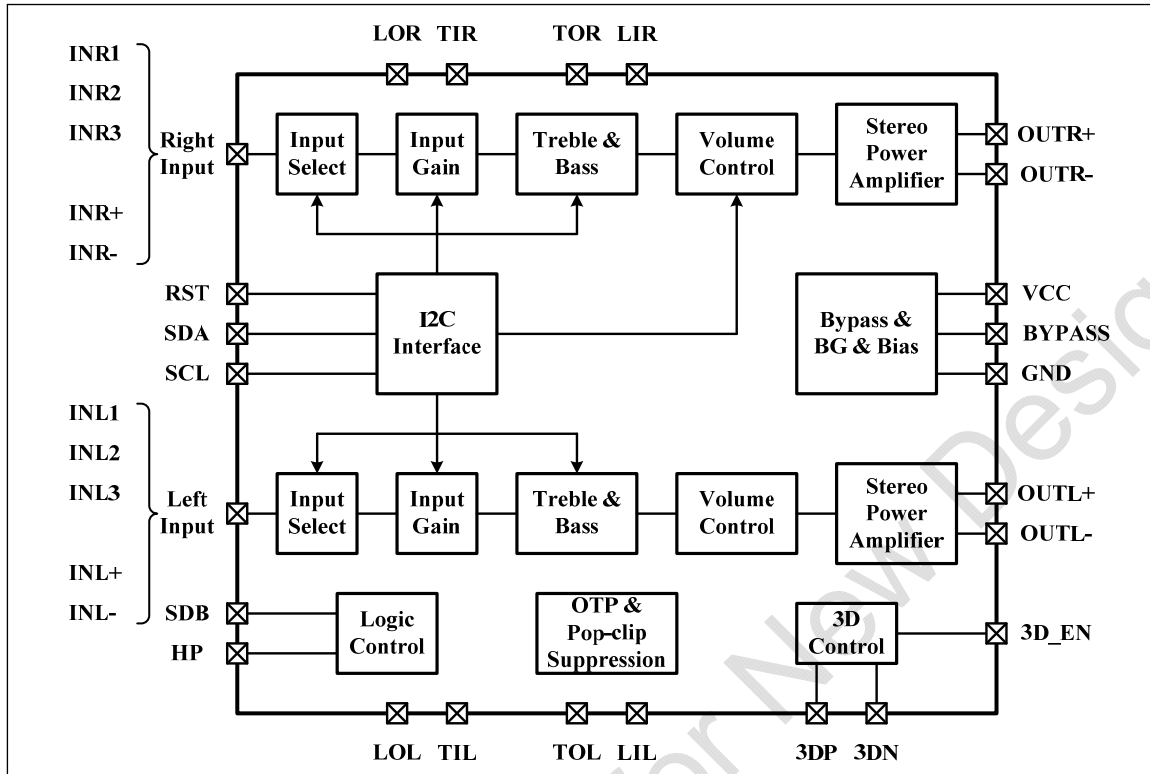 LOR TIR TOR LIR
INR1
INR2
INR3
INR+
INR-
Right
Input
Input
Select
Input
Gain
Treble &
Bass
Volume
Control
Stereo
Power
Amplifier
OUTR+
OUTR-
RST
SDA
SCL
I2C
Interface
Bypass &
BG & Bias
VCC
BYPASS
GND
INL1
INL2
INL3
INL+
INL-
Left
Input
Input
Select
Input
Gain
Treble &
Bass
Volume
Control
Stereo
Power
Amplifier
OUTL+
OUTL-
SDB
HP
Logic
Control
OTP &
Pop-clip
Suppression
3D
Control
3D_EN
LOL TIL TOL LIL 3DP 3DN
for New Desig